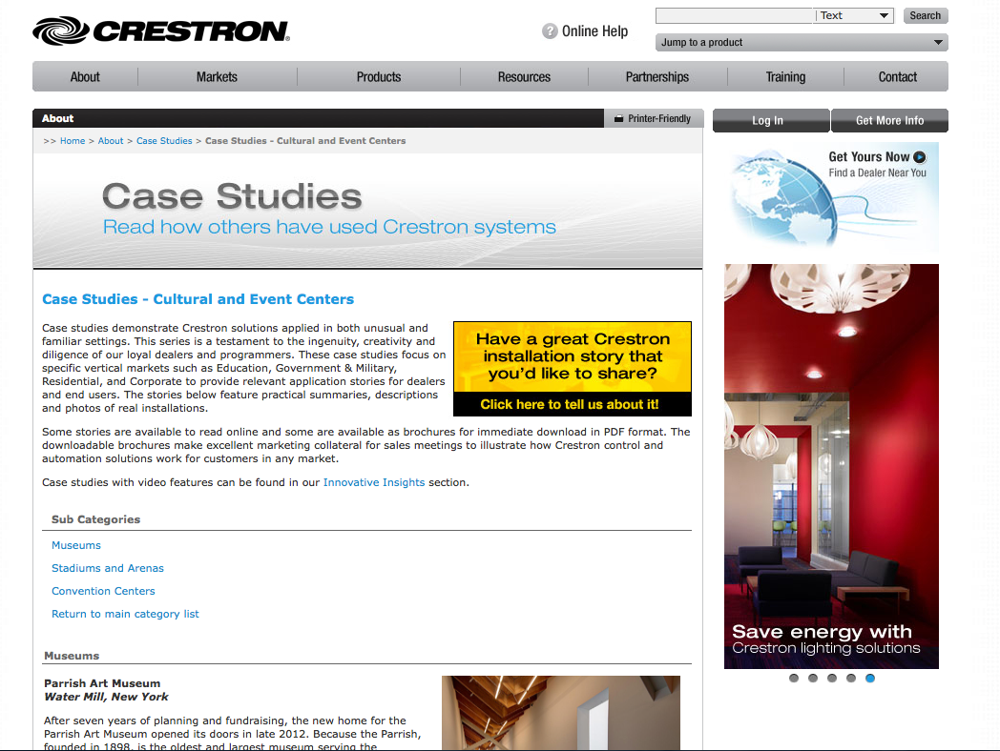 CRESTRON®
Online Help
Text
Search
Jump to a product
About
Markets
Products
Resources
Partnerships
Training
Contact
About
Printer-Friendly
Log In
Get More Info
>> Home > About > Case Studies > Case Studies - Cultural and Event Centers
Get Yours Now
Find a Dealer Near You
Case Studies
Read how others have used Crestron systems
Case Studies - Cultural and Event Centers
Case studies demonstrate Crestron solutions applied in both unusual and
familiar settings. This series is a testament to the ingenuity, creativity and
diligence of our loyal dealers and programmers. These case studies focus on
specific vertical markets such as Education, Government & Military,
Residential, and Corporate to provide relevant application stories for dealers
and end users. The stories below feature practical summaries, descriptions
and photos of real installations.
Have a great Crestron
installation story that
you'd like to share?
Click here to tell us about it!
Some stories are available to read online and some are available as brochures for immediate download in PDF format. The
downloadable brochures make excellent marketing collateral for sales meetings to illustrate how Crestron control and
automation solutions work for customers in any market.
Case studies with video features can be found in our Innovative Insights section.
Sub Categories
Museums
Stadiums and Arenas
Convention Centers
Return to main category list
Save energy with
Crestron lighting solutions
Museums
Parrish Art Museum
Water Mill, New York
After seven years of planning and fundraising, the new home for the
Parrish Art Museum opened its doors in late 2012. Because the Parrish,
founded in 1898, is the oldest and largest museum serving the